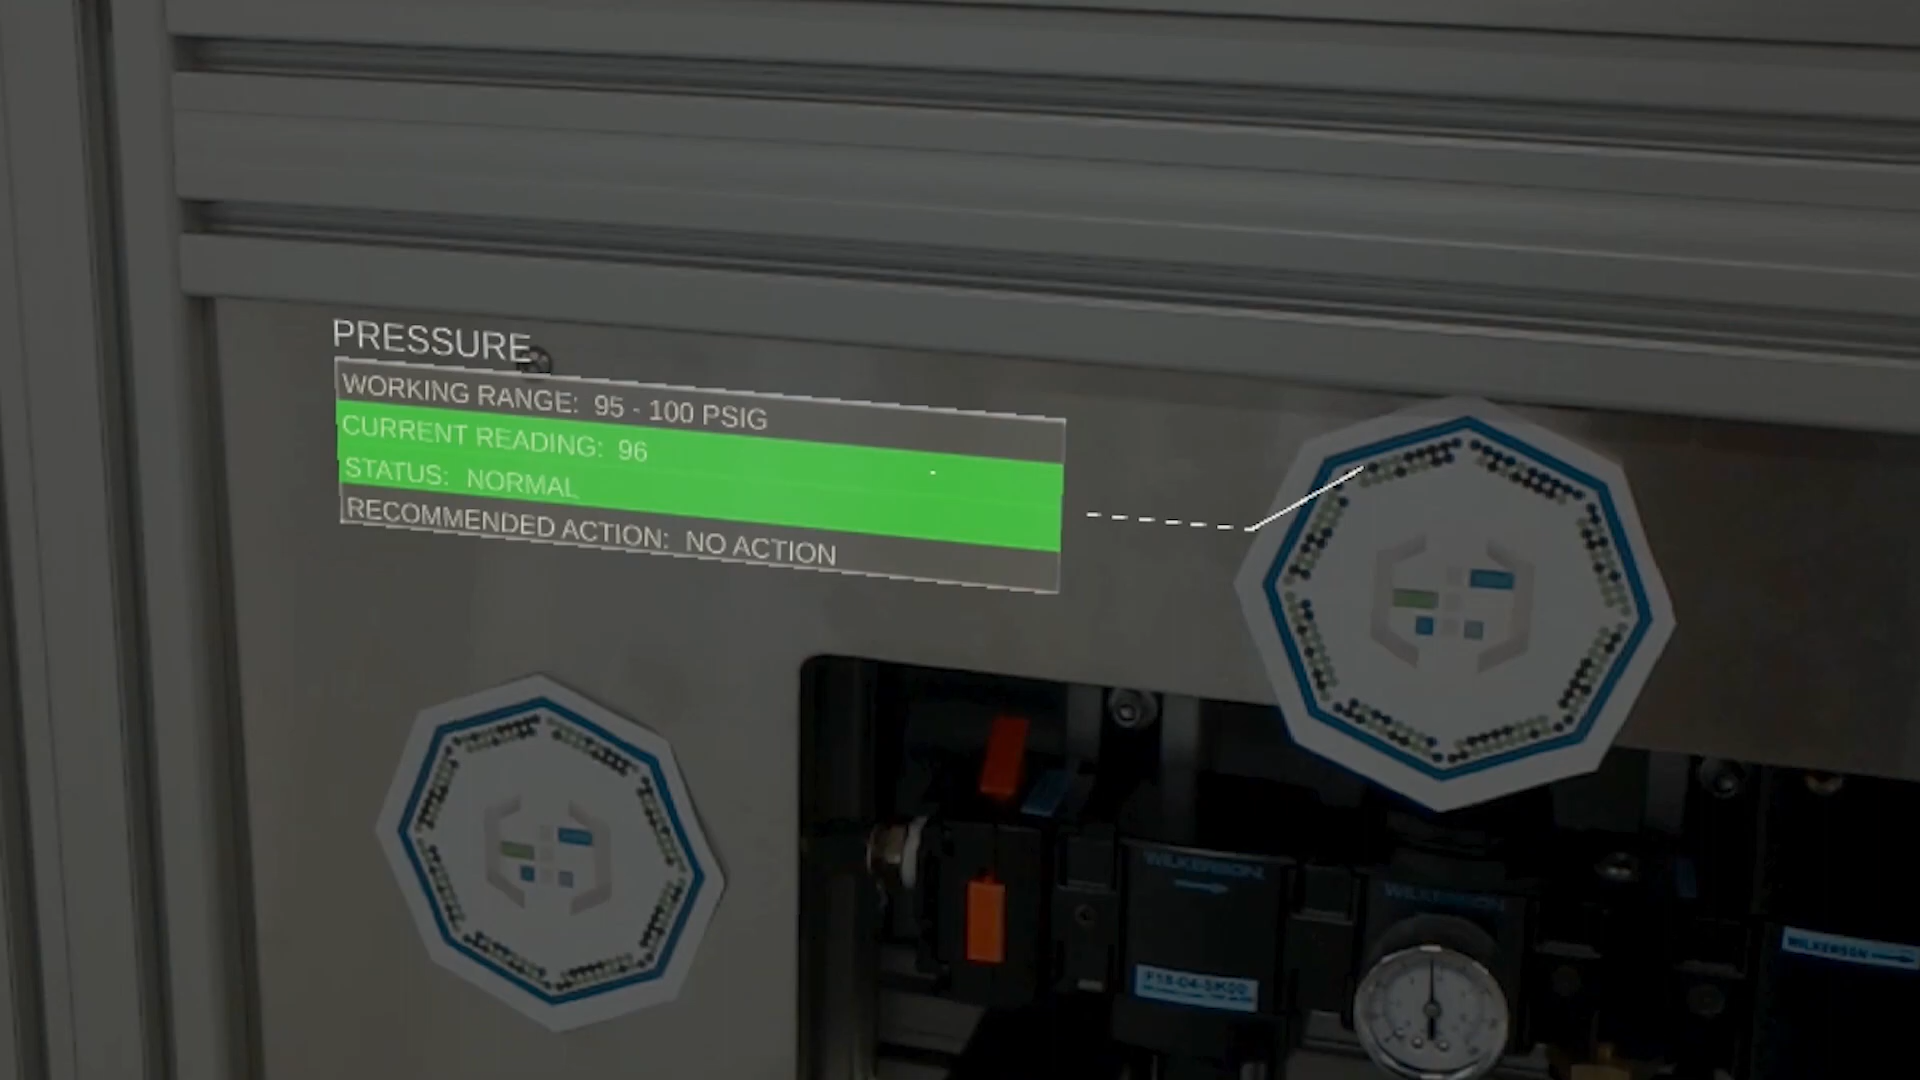 PRESSURE
WORKING RANGE: 95 - 100 PSIG
CURRENT READING: 96
STATUS: NORMAL
RECOMMENDED ACTION: NO ACTION
WILKERSON
WILKERSON
WILKERSON